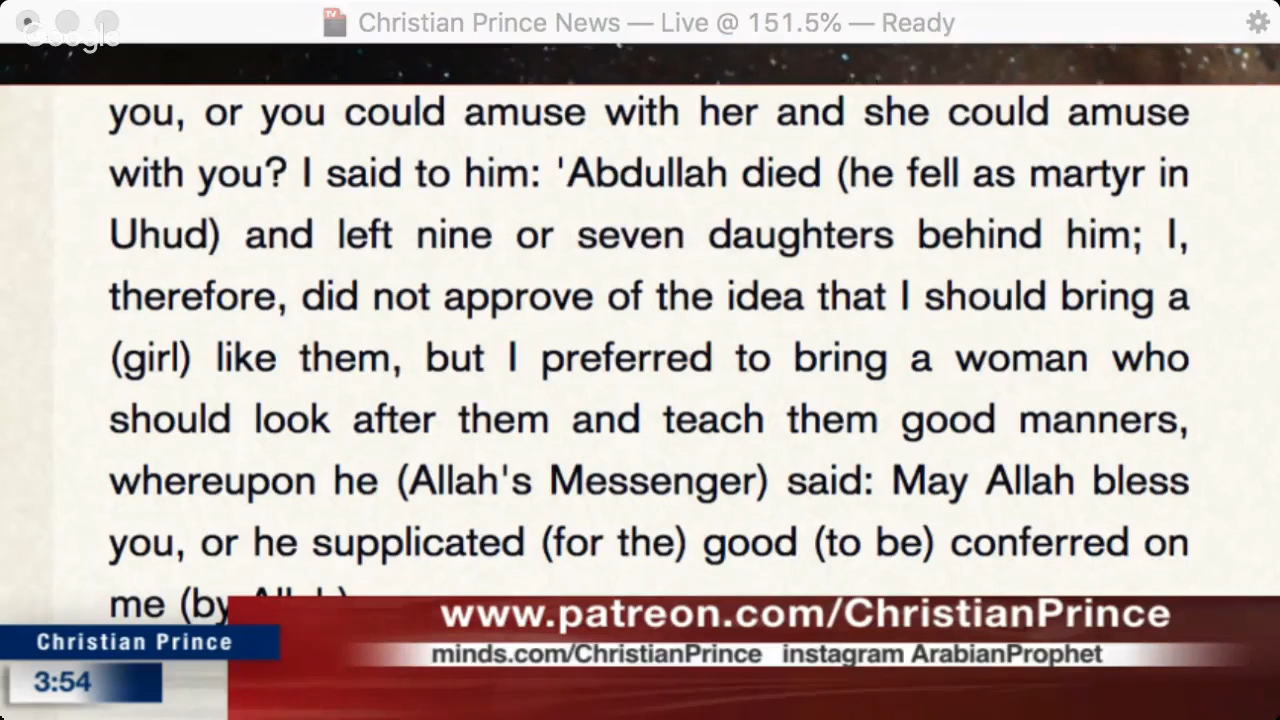 Christian Prince News — Live @ 151.5% — Ready
Google
you, or you could amuse with her and she could amuse
with you? I said to him: 'Abdullah died (he fell as martyr in
Uhud) and left nine or seven daughters behind him; I,
therefore, did not approve of the idea that I should bring a
(girl) like them, but I preferred to bring a woman who
should look after them and teach them good manners,
whereupon he (Allah's Messenger) said: May Allah bless
you, or he supplicated (for the) good (to be) conferred on
me (by
www.patreon.com/ChristianPrince
Christian Prince
minds.com/ChristianPrince instagram ArabianProphet
3:54